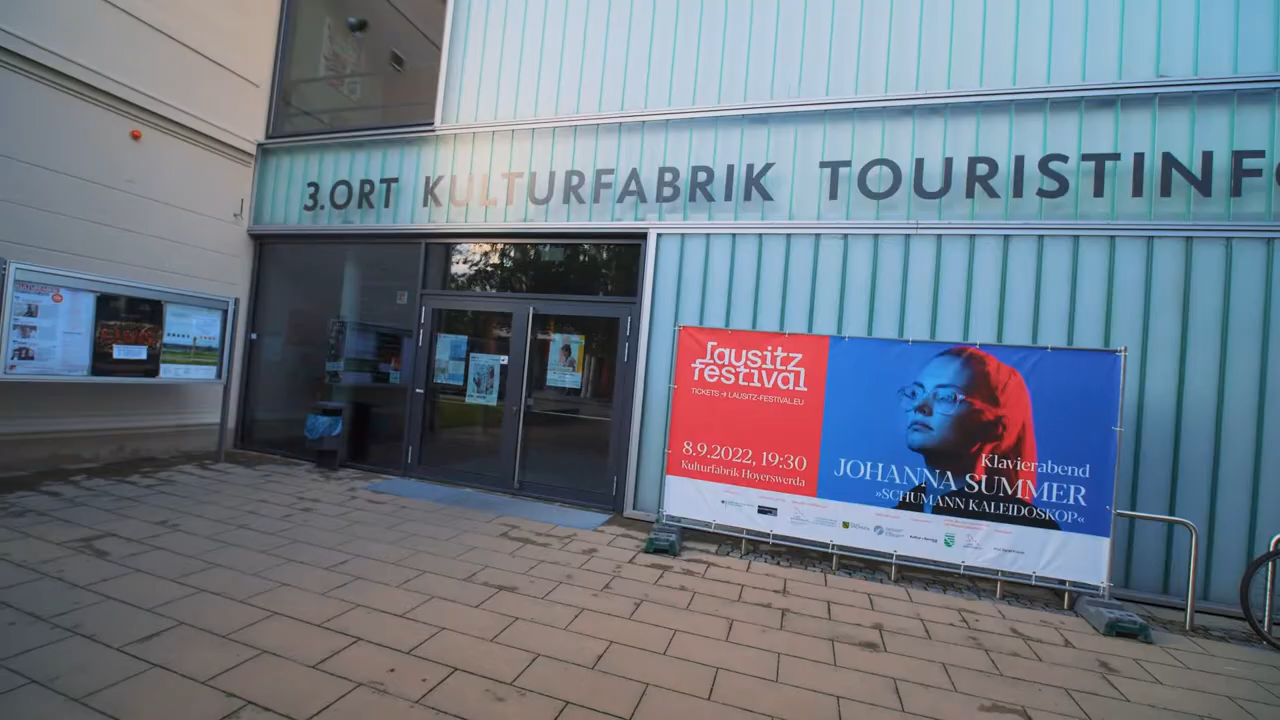 3.ORT KULTURFABRIK TOURISTINFO
lausitz
festival
TICKETS → LAUSITZ-FESTIVAL.EU
8.9.2022, 19:30
Kulturfabrik Hoyerswerda
Klavierabend
JOHANNA SUMMER
»SCHUMANN KALEIDOSKOP«